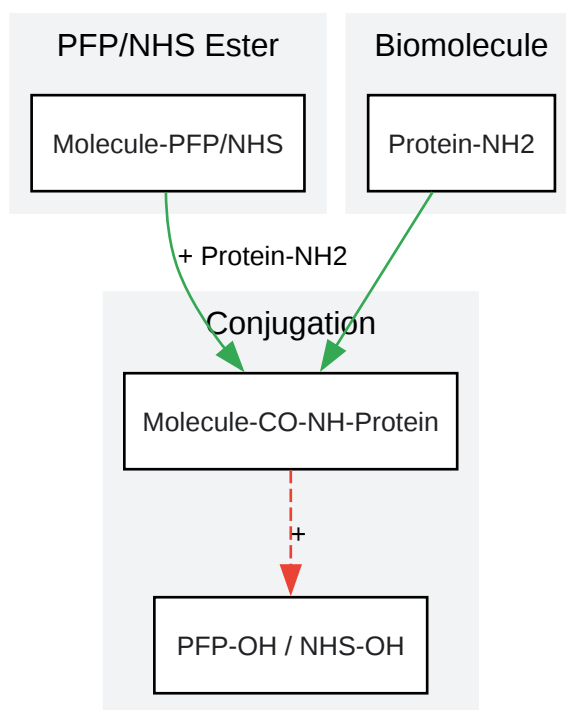 PFP/NHS Ester
Biomolecule
Molecule-PFP/NHS
Protein-NH2
+ Protein-NH2
Conjugation
Molecule-CO-NH-Protein
+
PFP-OH / NHS-OH